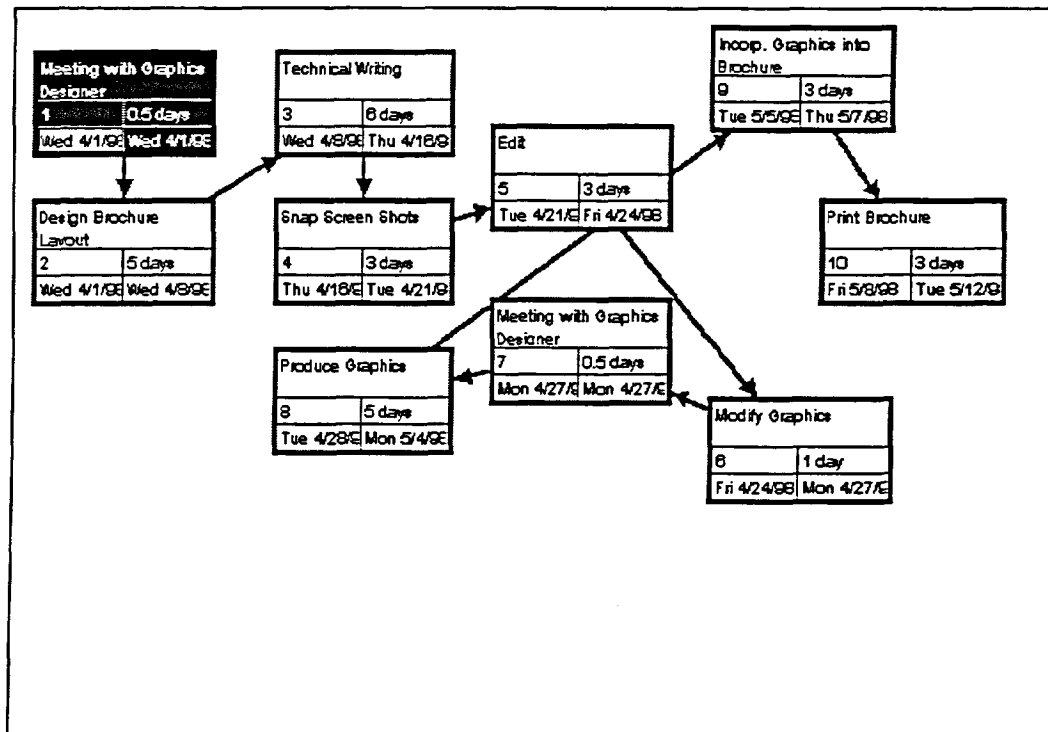 Meeting with Graphics
Designer
1 0.5 days
Wed 4/1/98 Wed 4/1/98
Design Brochure
Layout
2 5 days
Wed 4/1/98 Wed 4/8/98
Technical Writing
3 6 days
Wed 4/8/98 Thu 4/16/9
Snap Screen Shots
4 3 days
Thu 4/16/9 Tue 4/21/9
Edit
5 3 days
Tue 4/21/9 Fri 4/24/98
Modify Graphics
6 1 day
Fri 4/24/98 Mon 4/27/9
Meeting with Graphics
Designer
7 0.5 days
Mon 4/27/9 Mon 4/27/9
Produce Graphics
8 5 days
Tue 4/28/9 Mon 5/4/98
Incorp. Graphics into
Brochure
9 3 days
Tue 5/5/98 Thu 5/7/98
Print Brochure
10 3 days
Fri 5/8/98 Tue 5/12/9